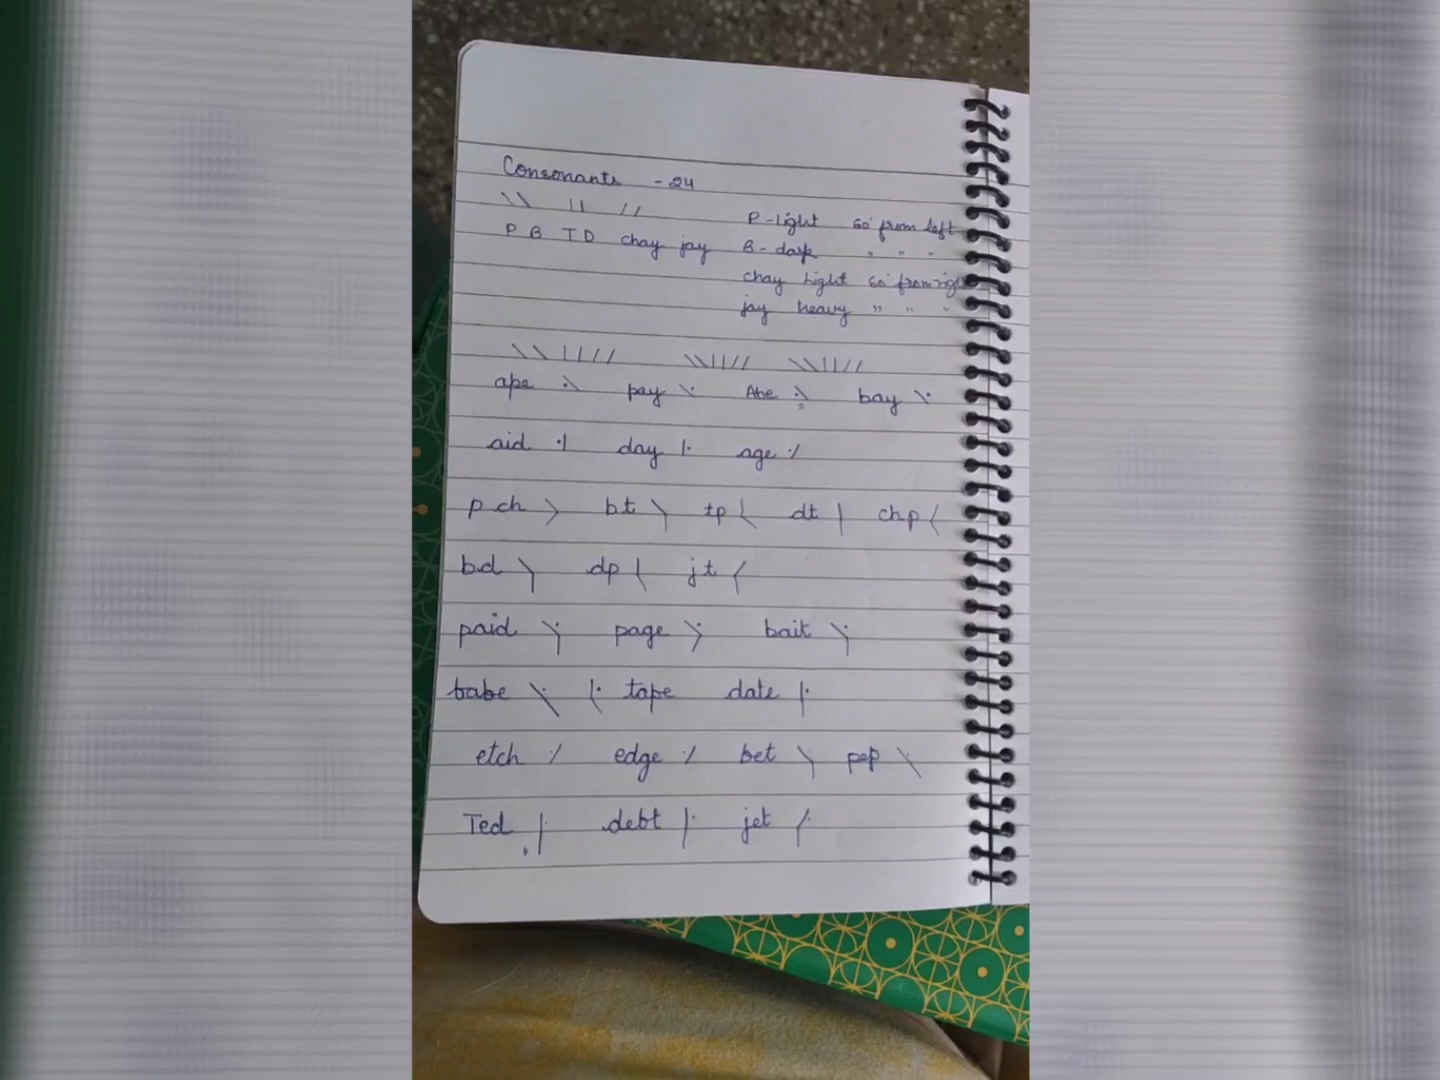 Consonants - 24
P B T D chay jay
P - light 60° from left
B - dark " " "
chay Light 60° from right
jay heavy " " "
ape pay Abe bay
aid day age
p ch bt tp dt chp
bd dp jt
paid page bait
babe tape date
etch edge bet pep
Ted debt jet